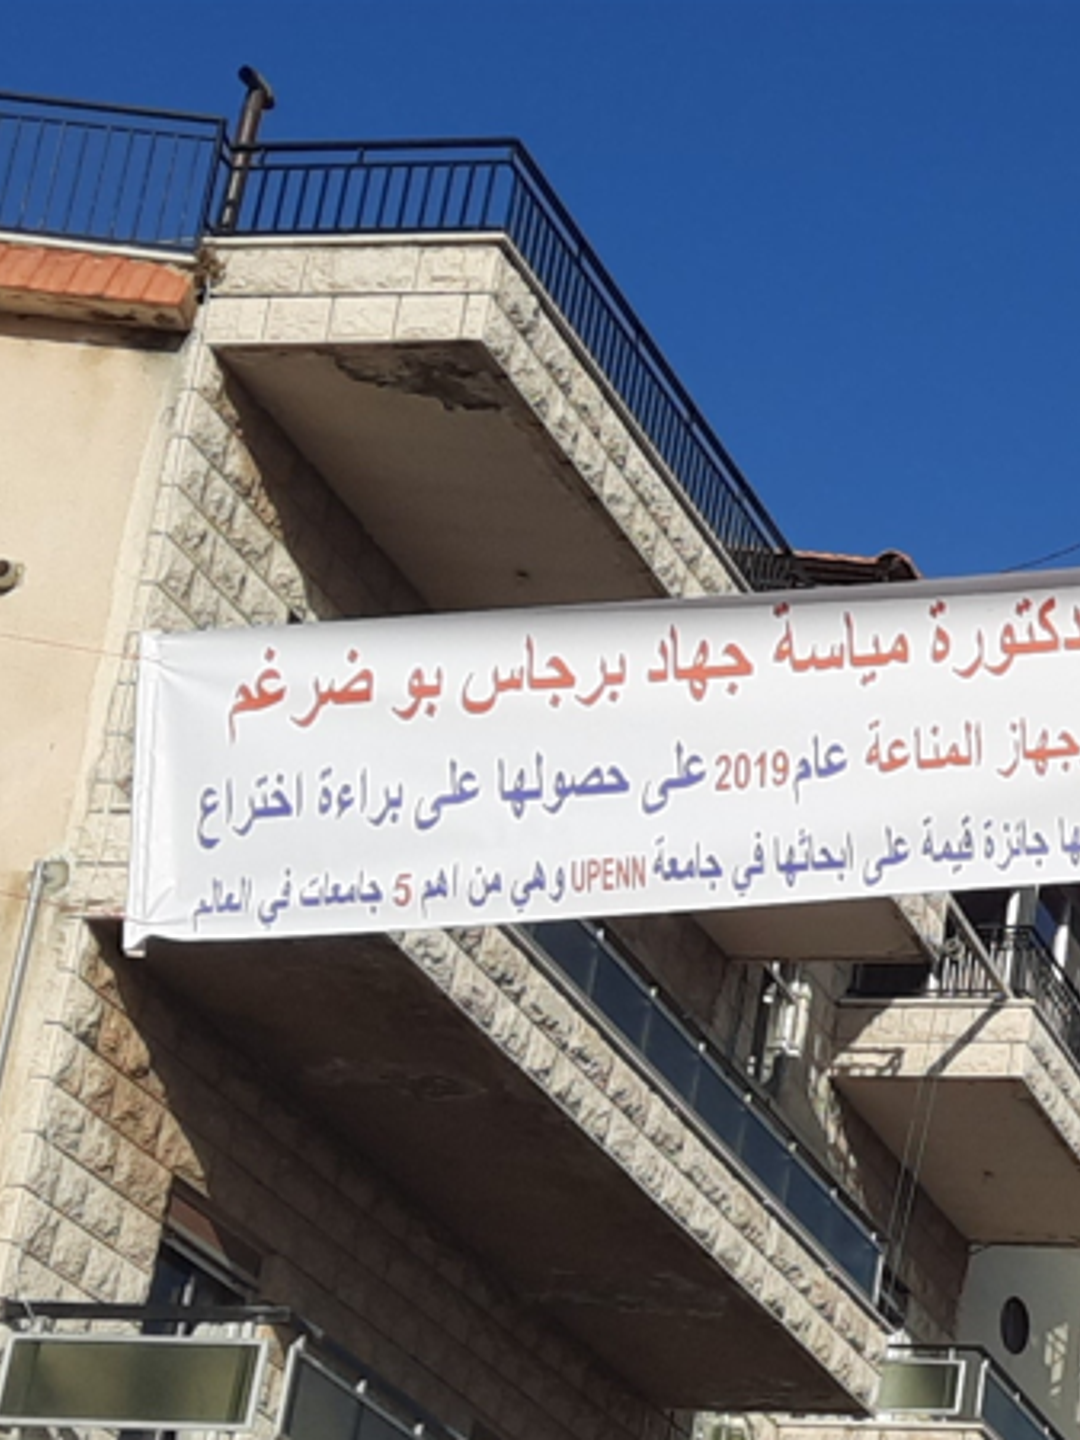 دكتورة مياسة جهاد برجاس بو ضرغم
جهاز المناعة عام 2019 على حصولها على براءة اختراع
ها جائزة قيمة على ابحاثها في جامعة UPENN وهي من اهم 5 جامعات في العالم